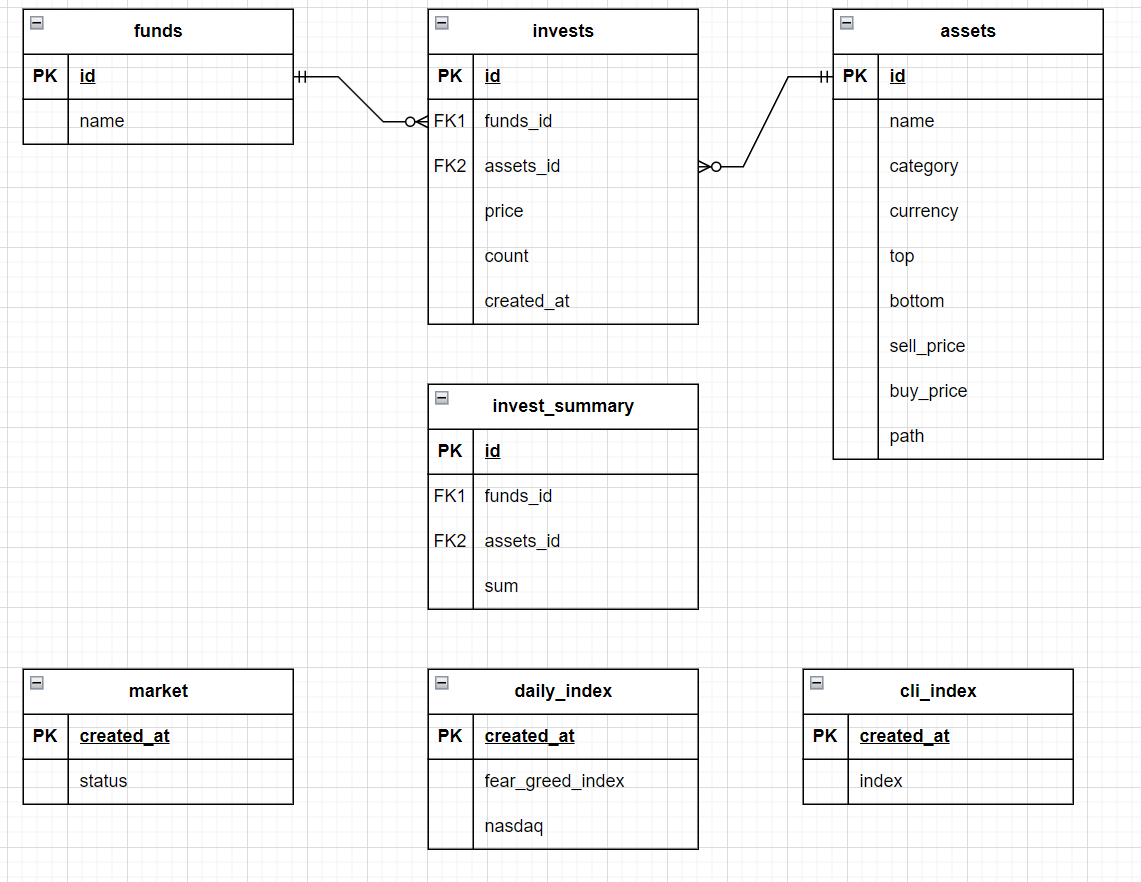 funds
PK id
name
invests
PK id
FK1 funds_id
FK2 assets_id
price
count
created_at
assets
PK id
name
category
currency
top
bottom
sell_price
buy_price
path
invest_summary
PK id
FK1 funds_id
FK2 assets_id
sum
market
PK created_at
status
daily_index
PK created_at
fear_greed_index
nasdaq
cli_index
PK created_at
index